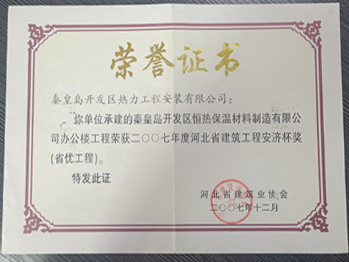 荣誉证书
秦皇岛开发区热力工程安装有限公司：
你单位承建的秦皇岛开发区恒热保温材料制造有限公
司办公楼工程荣获二〇〇七年度河北省建筑工程安济杯奖
(省优工程)。
特发此证
河北省建筑业协会
二〇〇七年十二月